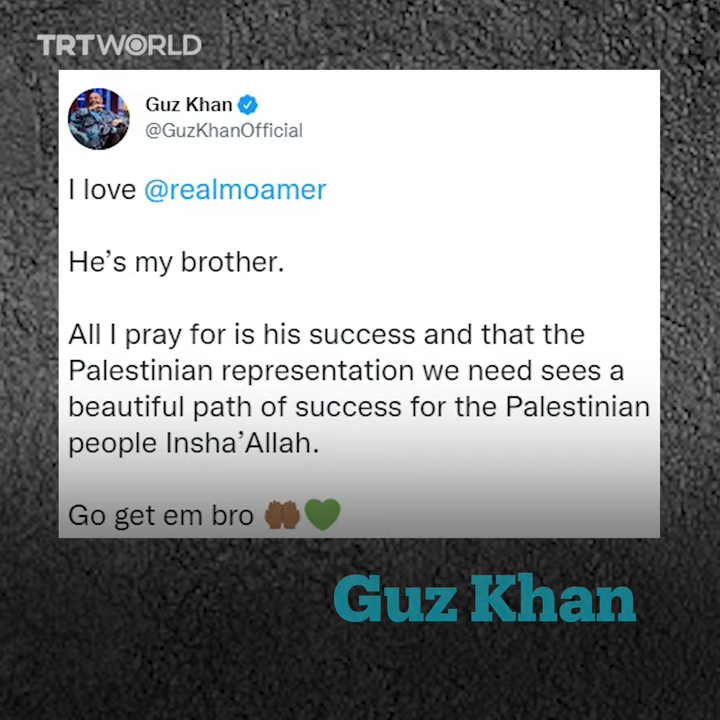 TRTWORLD
Guz Khan
@GuzKhanOfficial
I love @realmoamer
He’s my brother.
All I pray for is his success and that the
Palestinian representation we need sees a
beautiful path of success for the Palestinian
people Insha’Allah.
Go get em bro 🤲🏾💚
Guz Khan